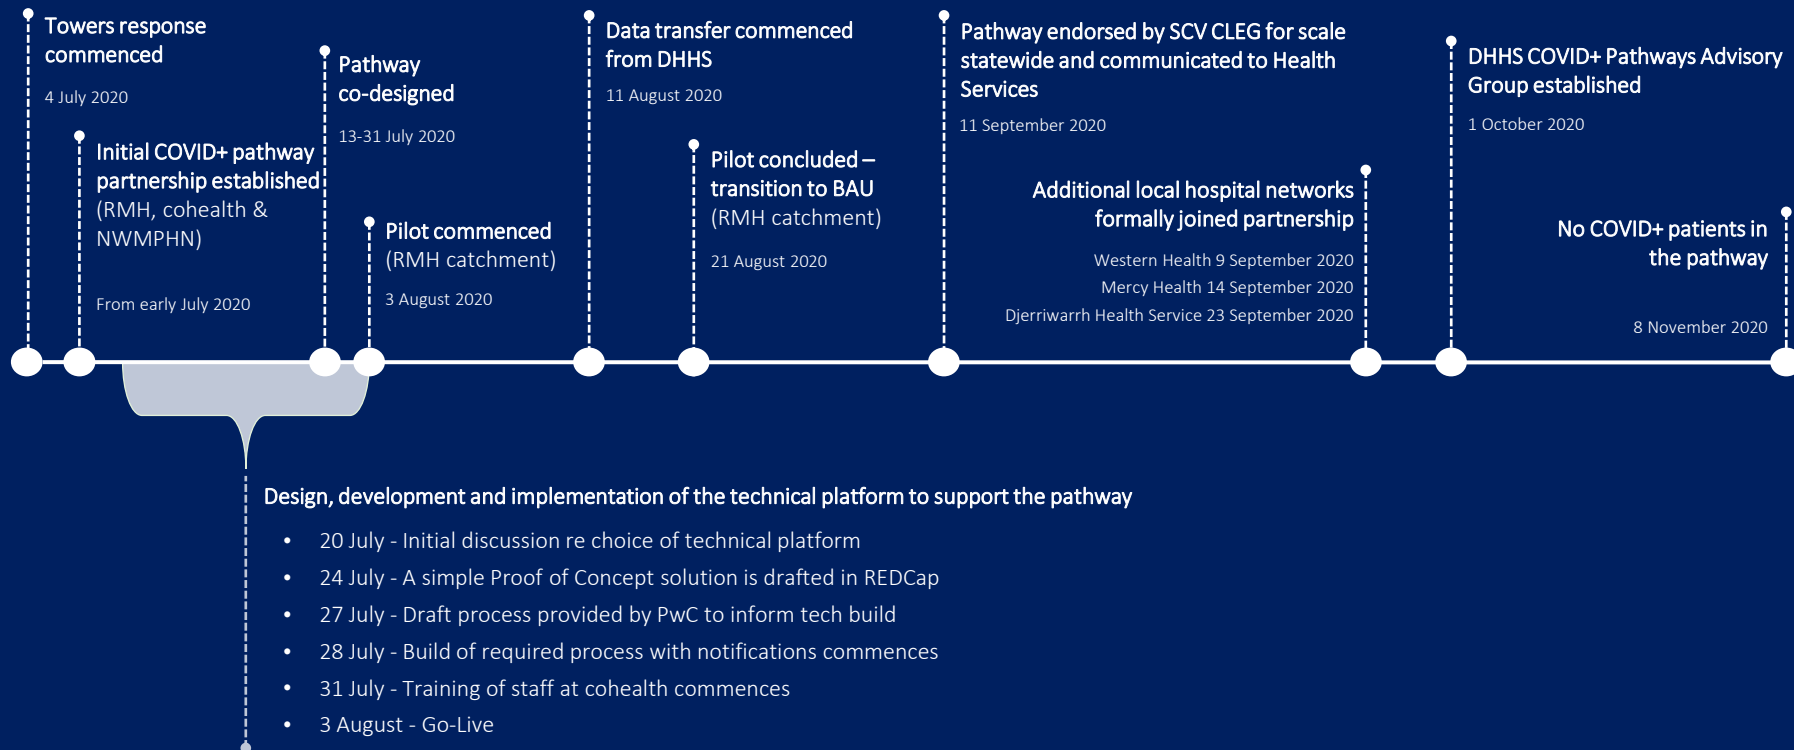 Towers response
commenced
4 July 2020
Initial COVID+ pathway
partnership established
(RMH, cohealth &
NWMPHN)
From early July 2020
Pathway
co-designed
13-31 July 2020
Pilot commenced
(RMH catchment)
3 August 2020
Data transfer commenced
from DHHS
11 August 2020
Pilot concluded –
transition to BAU
(RMH catchment)
21 August 2020
Pathway endorsed by SCV CLEG for scale
statewide and communicated to Health
Services
11 September 2020
Additional local hospital networks
formally joined partnership
Western Health 9 September 2020
Mercy Health 14 September 2020
Djerriwarrh Health Service 23 September 2020
DHHS COVID+ Pathways Advisory
Group established
1 October 2020
No COVID+ patients in
the pathway
8 November 2020
Design, development and implementation of the technical platform to support the pathway
• 20 July - Initial discussion re choice of technical platform
• 24 July - A simple Proof of Concept solution is drafted in REDCap
• 27 July - Draft process provided by PwC to inform tech build
• 28 July - Build of required process with notifications commences
• 31 July - Training of staff at cohealth commences
• 3 August - Go-Live